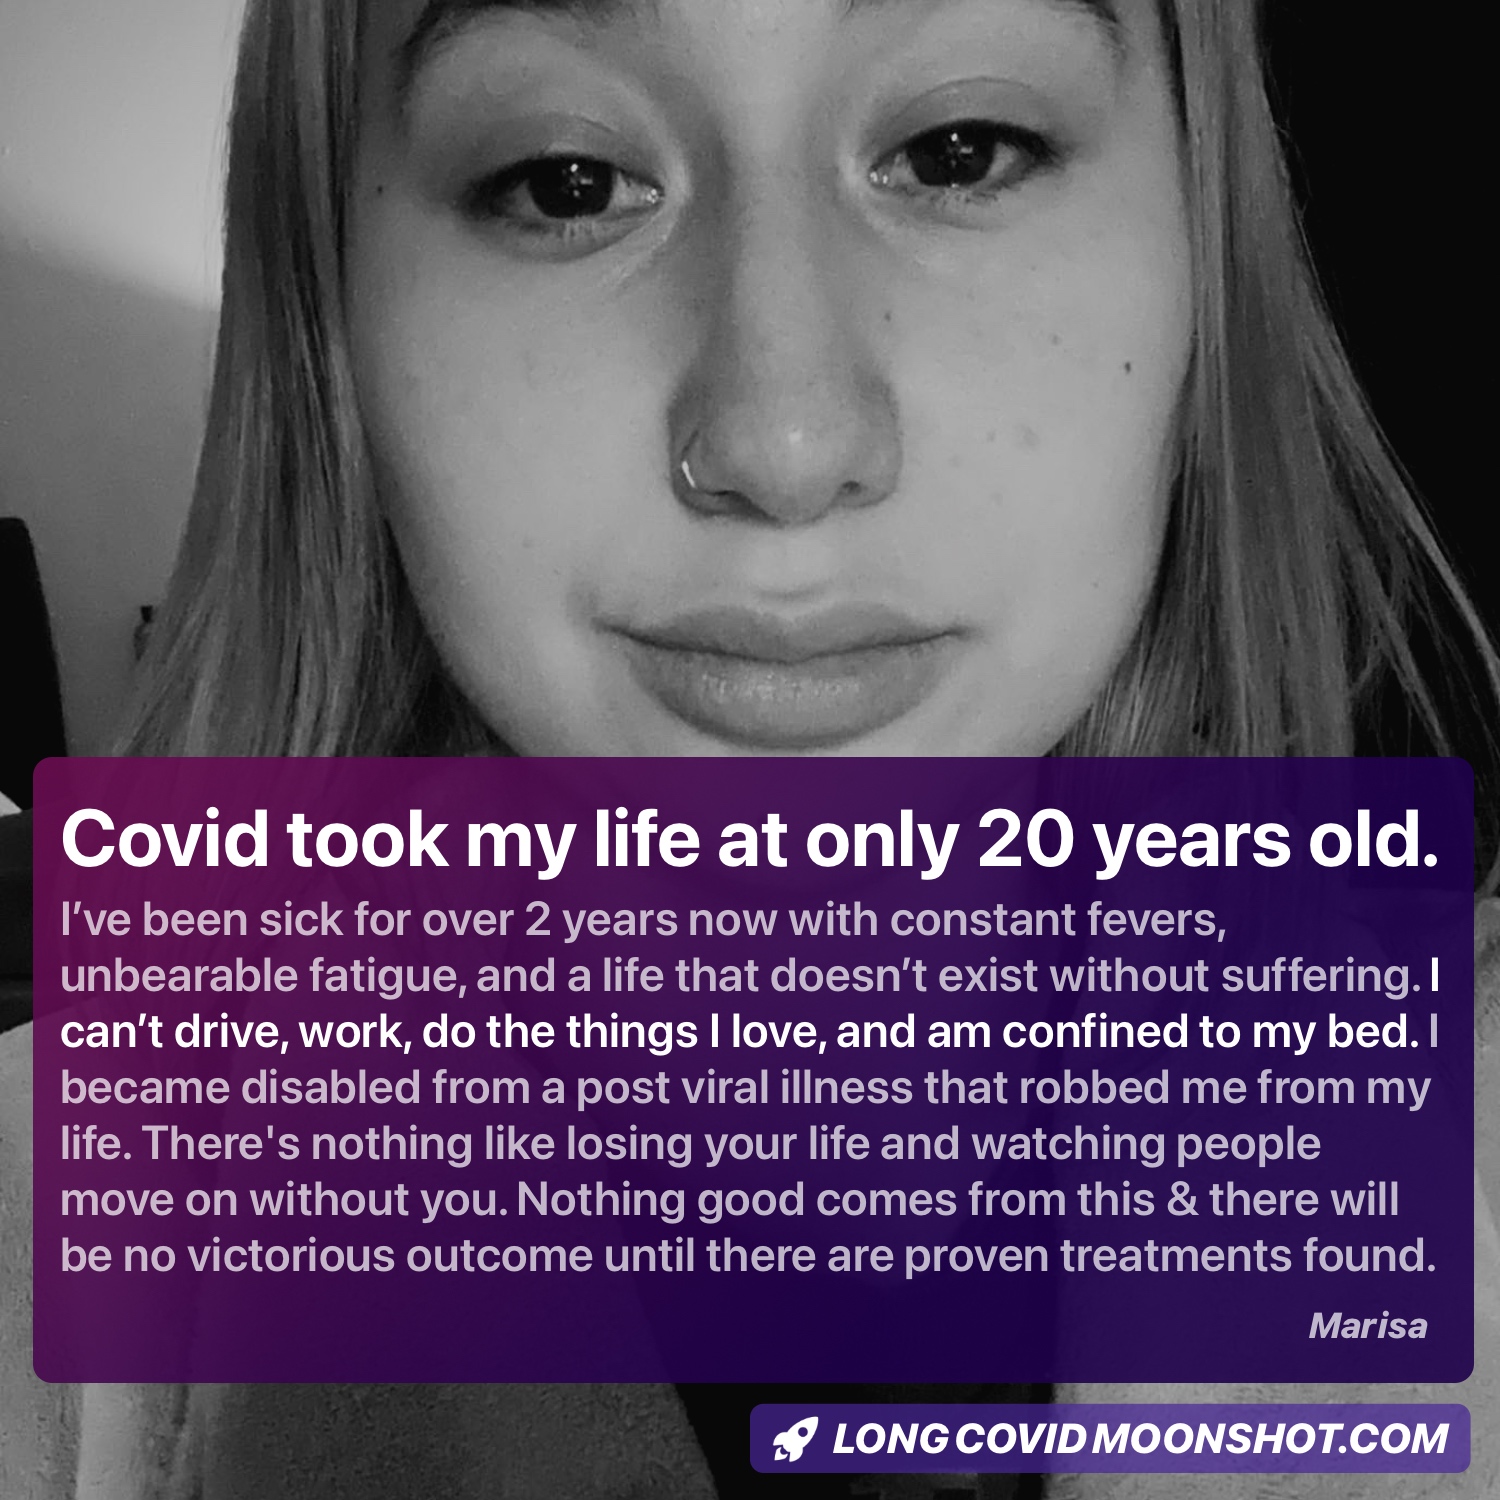 Covid took my life at only 20 years old.
I’ve been sick for over 2 years now with constant fevers,
unbearable fatigue, and a life that doesn’t exist without suffering. I
can’t drive, work, do the things I love, and am confined to my bed. I
became disabled from a post viral illness that robbed me from my
life. There's nothing like losing your life and watching people
move on without you. Nothing good comes from this & there will
be no victorious outcome until there are proven treatments found.
Marisa
LONG COVID MOONSHOT.COM